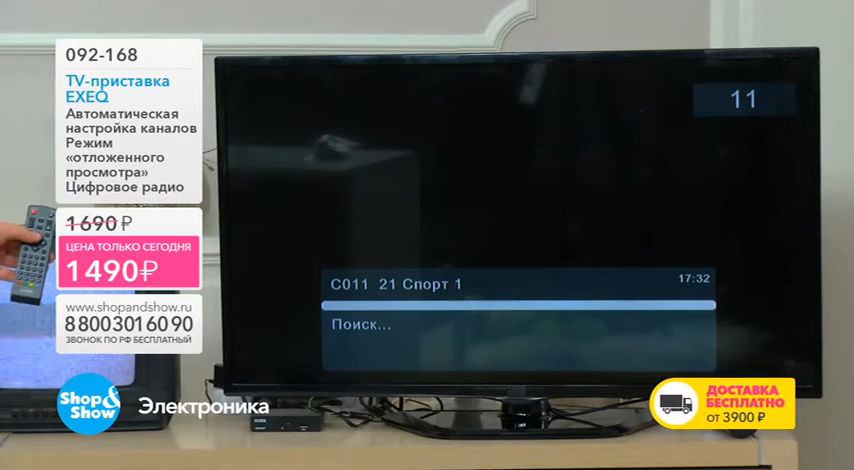 092-168
TV-приставка
EXEQ
Автоматическая
настройка каналов
Режим
«отложенного
просмотра»
Цифровое радио
1690₽
ЦЕНА ТОЛЬКО СЕГОДНЯ
1490₽
www.shopandshow.ru
88003016090
ЗВОНОК ПО РФ БЕСПЛАТНЫЙ
11
C011 21 Спорт 1
17:32
Поиск...
Shop&
Show
Электроника
ДОСТАВКА
БЕСПЛАТНО
от 3900 ₽